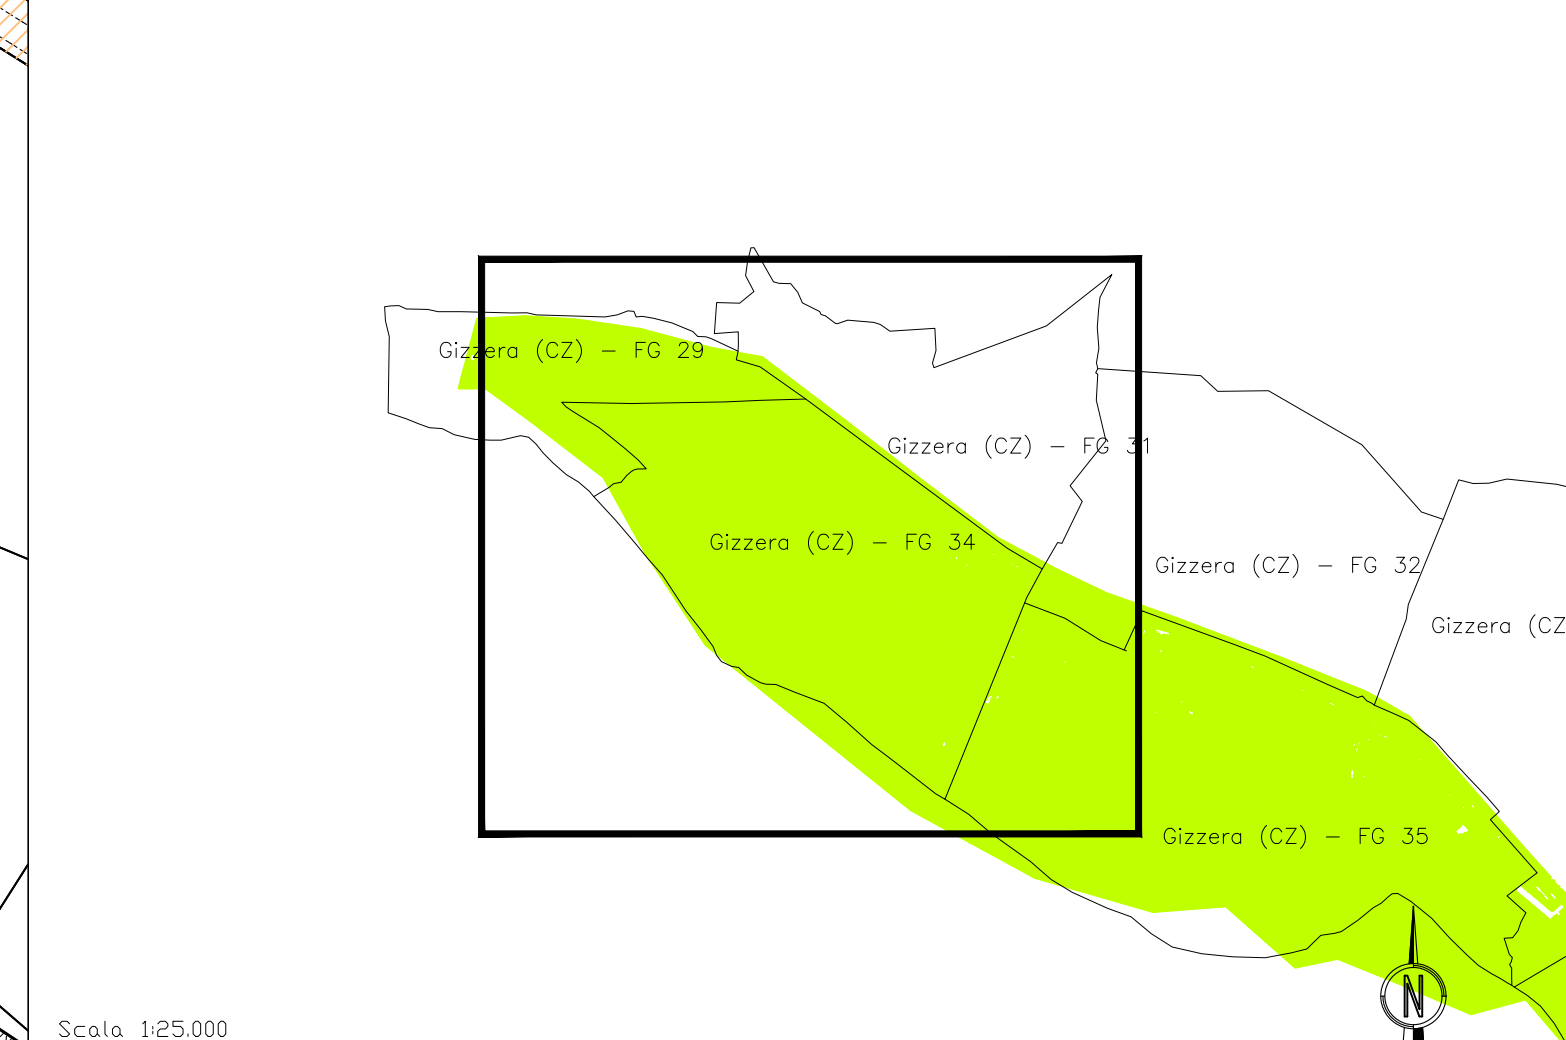 Gizzera (CZ) – FG 29
Gizzera (CZ) – FG 31
Gizzera (CZ) – FG 34
Gizzera (CZ) – FG 32
Gizzera (CZ
Gizzera (CZ) – FG 35
N
Scala 1:25.000